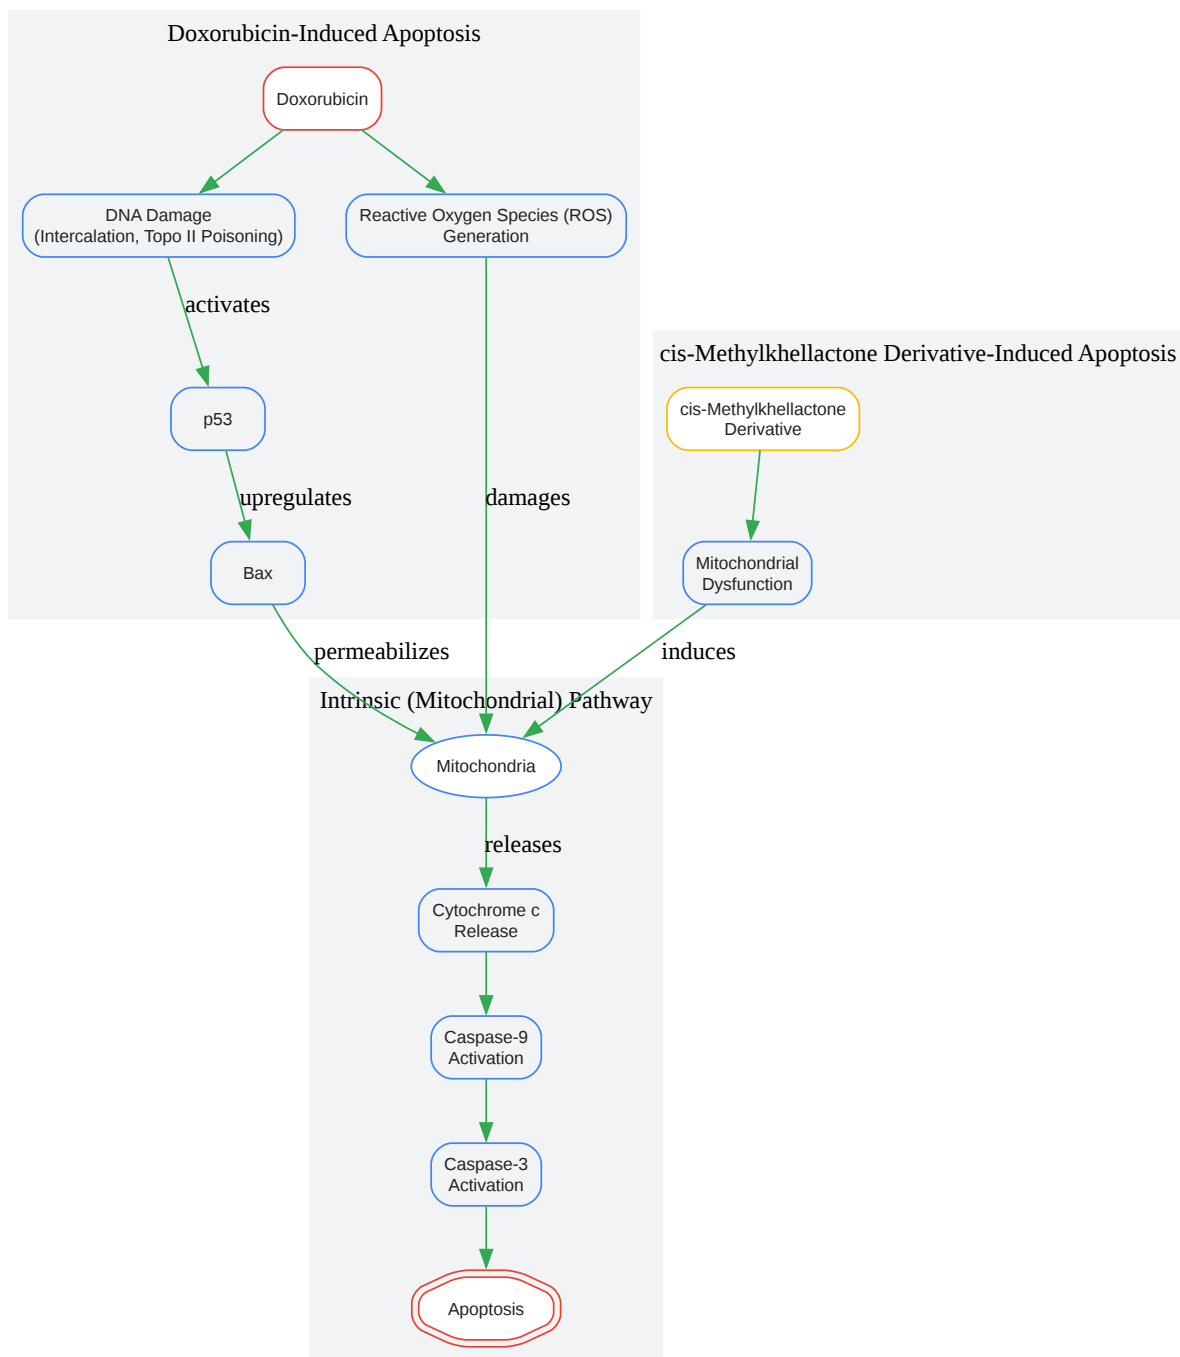 Doxorubicin-Induced Apoptosis
Doxorubicin
DNA Damage
(Intercalation, Topo II Poisoning)
Reactive Oxygen Species (ROS)
Generation
activates
cis-Methylkhellactone Derivative-Induced Apoptosis
cis-Methylkhellactone
Derivative
p53
upregulates
damages
Bax
Mitochondrial
Dysfunction
permeabilizes
induces
Intrinsic (Mitochondrial) Pathway
Mitochondria
releases
Cytochrome c
Release
Caspase-9
Activation
Caspase-3
Activation
Apoptosis